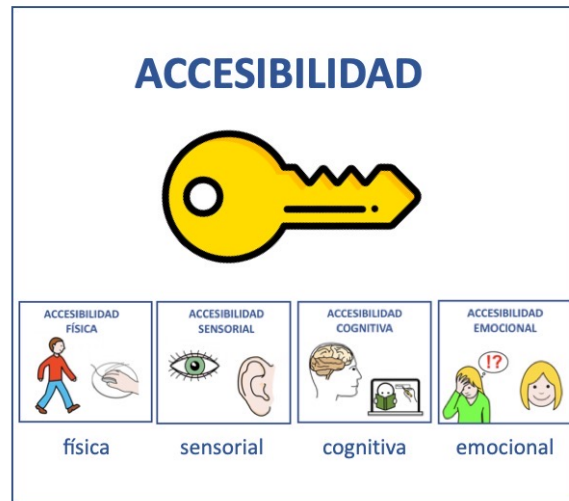 ACCESIBILIDAD
ACCESIBILIDAD
FÍSICA
ACCESIBILIDAD
SENSORIAL
ACCESIBILIDAD
COGNITIVA
ACCESIBILIDAD
EMOCIONAL
!?
física
sensorial
cognitiva
emocional